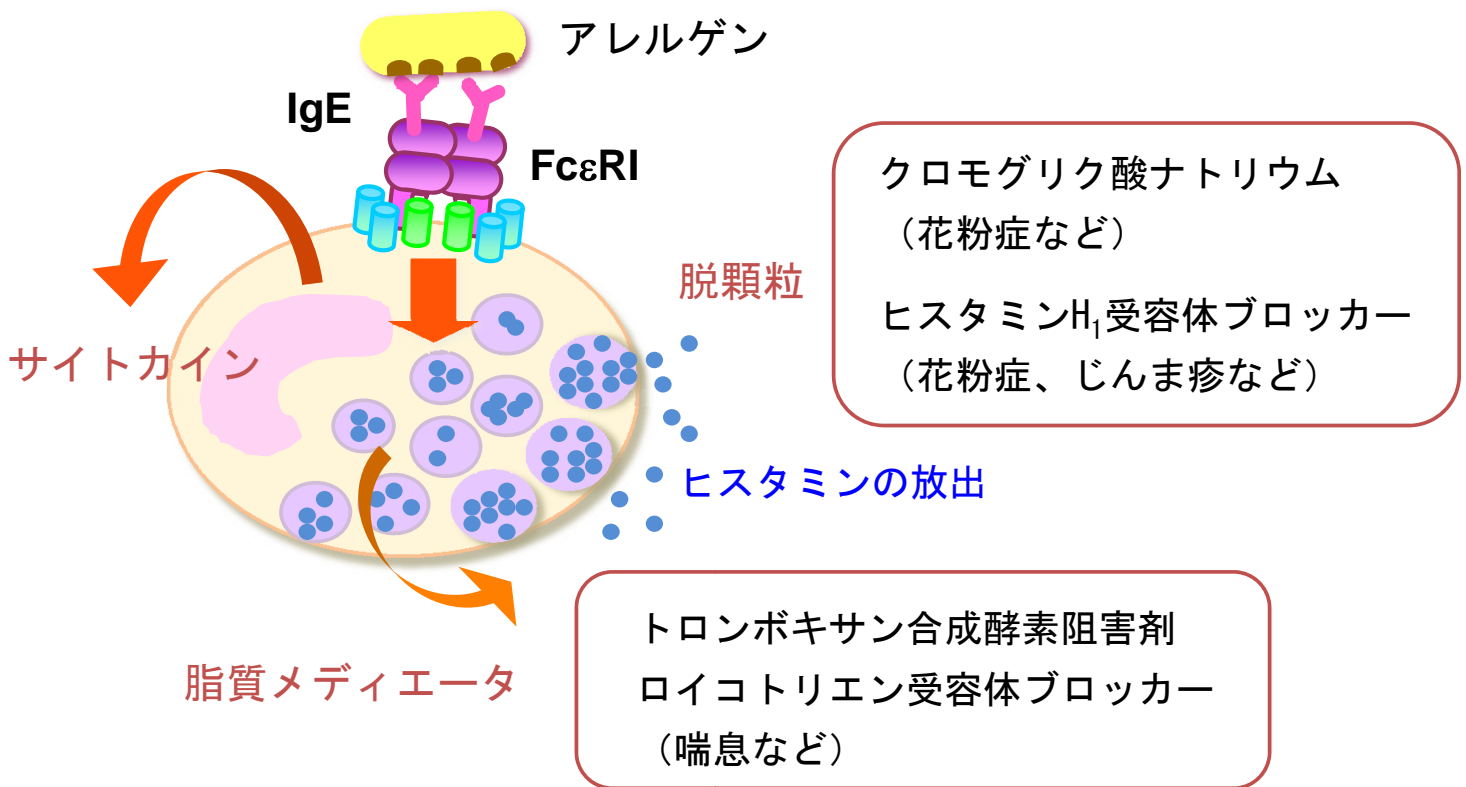 アレルゲン
IgE
FcεRI
クロモグリク酸ナトリウム
（花粉症など）
脱顆粒
ヒスタミンH₁受容体ブロッカー
（花粉症、じんま疹など）
サイトカイン
ヒスタミンの放出
トロンボキサン合成酵素阻害剤
脂質メディエータ
ロイコトリエン受容体ブロッカー
（喘息など）